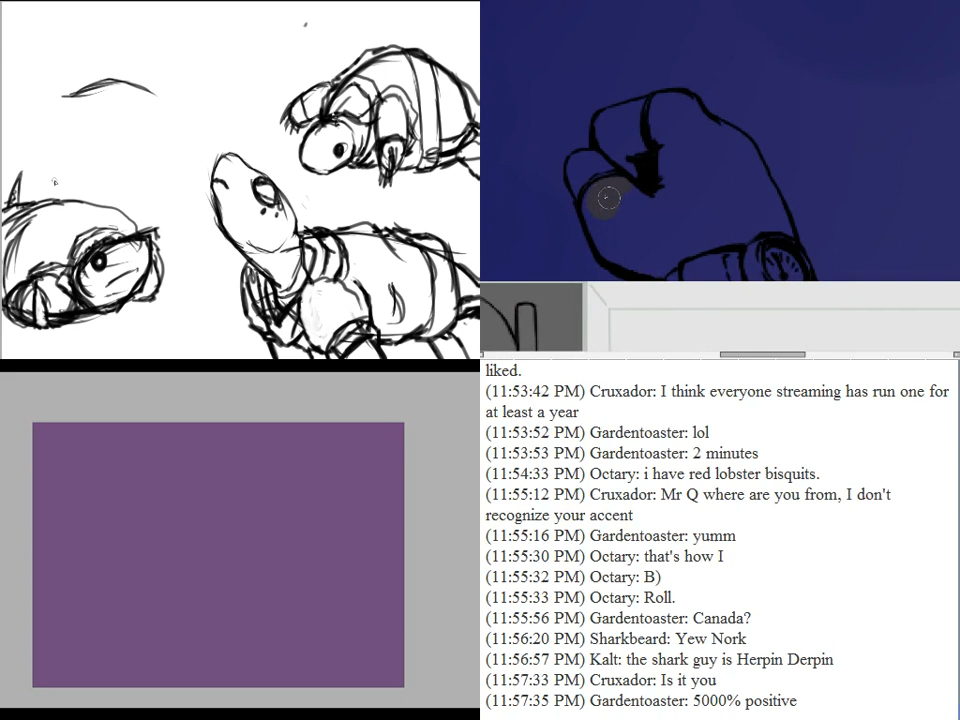 liked.
(11:53:42 PM) Cruxador: I think everyone streaming has run one for
at least a year
(11:53:52 PM) Gardentoaster: lol
(11:53:53 PM) Gardentoaster: 2 minutes
(11:54:33 PM) Octary: i have red lobster bisquits.
(11:55:12 PM) Cruxador: Mr Q where are you from, I don't
recognize your accent
(11:55:16 PM) Gardentoaster: yumm
(11:55:30 PM) Octary: that's how I
(11:55:32 PM) Octary: B)
(11:55:33 PM) Octary: Roll.
(11:55:56 PM) Gardentoaster: Canada?
(11:56:20 PM) Sharkbeard: Yew Nork
(11:56:57 PM) Kalt: the shark guy is Herpin Derpin
(11:57:33 PM) Cruxador: Is it you
(11:57:35 PM) Gardentoaster: 5000% positive